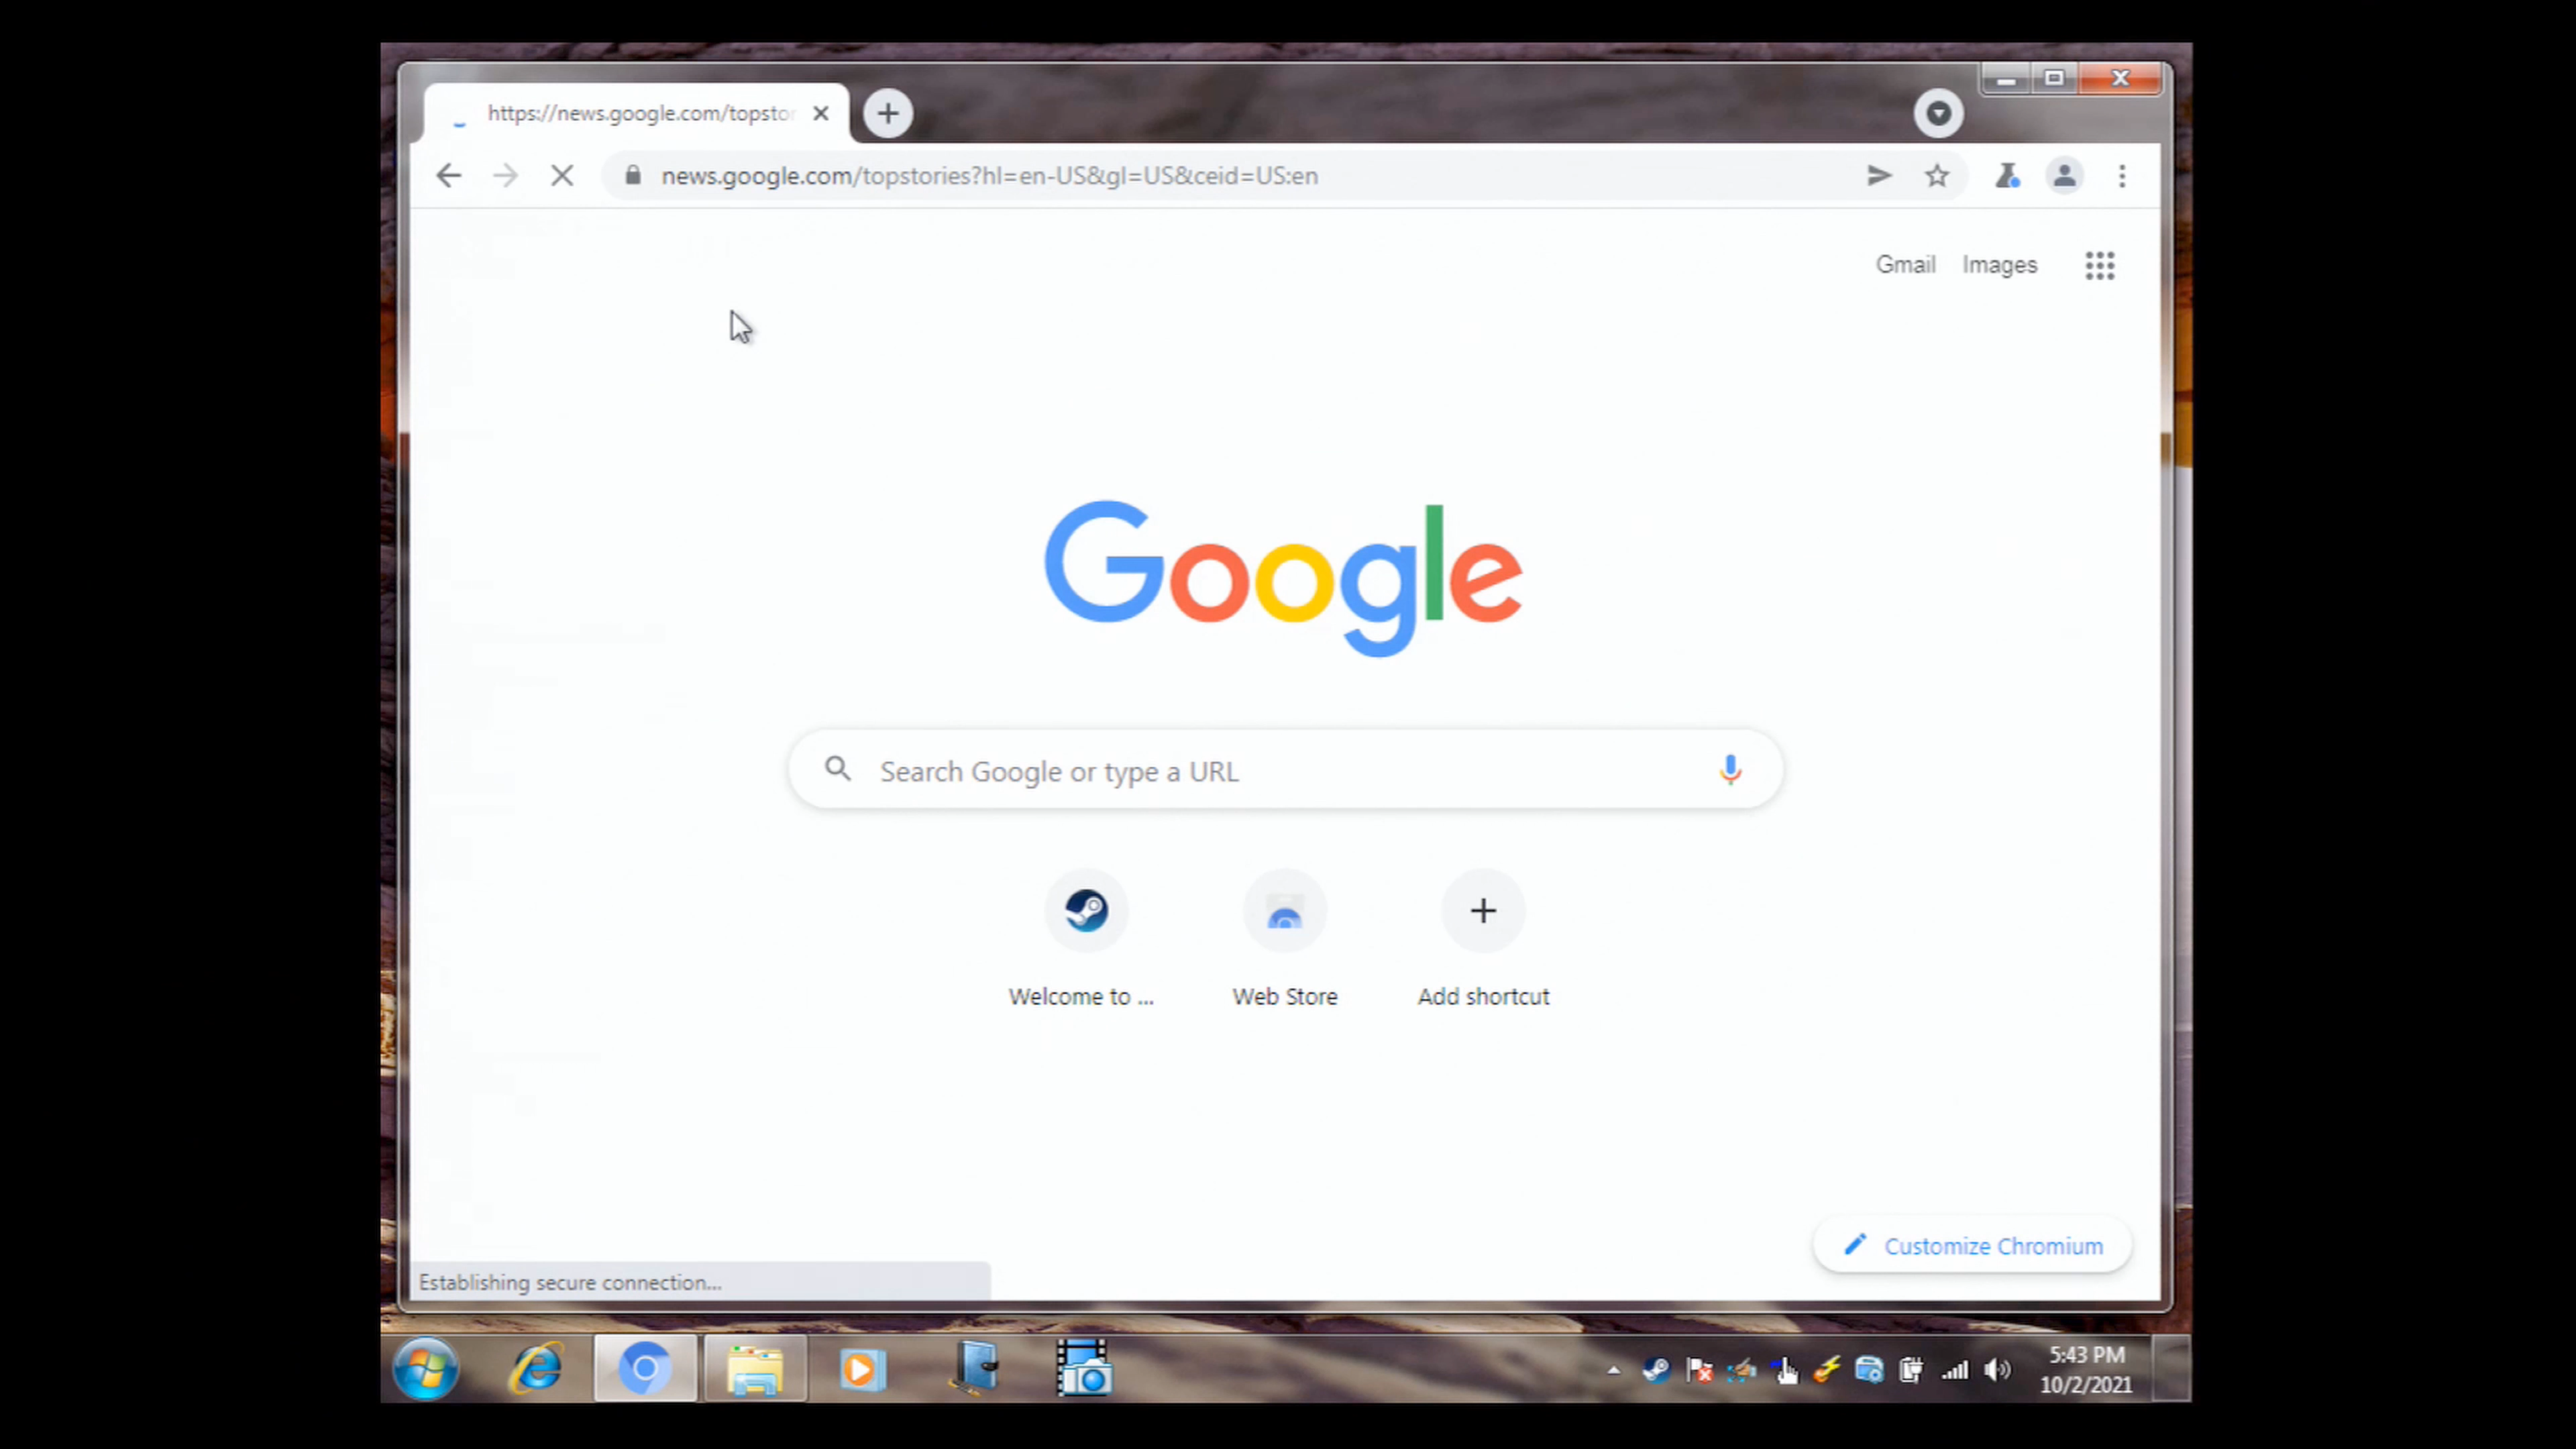 https://news.google.com/topstor
news.google.com/topstories?hl=en-US&gl=US&ceid=US:en
Gmail Images
Google
Search Google or type a URL
Welcome to ... Web Store Add shortcut
Customize Chromium
Establishing secure connection...
5:43 PM
10/2/2021